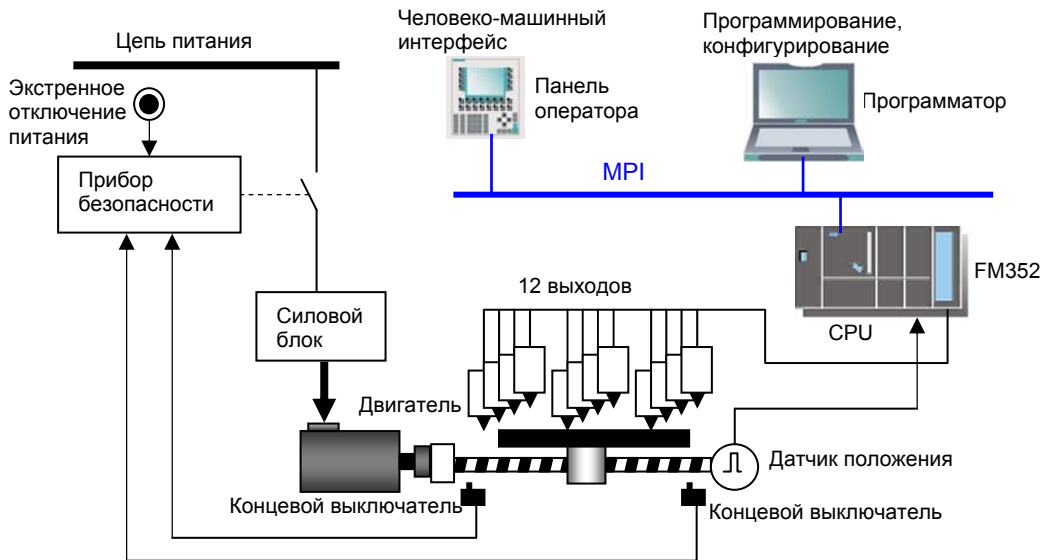 Человеко-машинный
интерфейс
Программирование,
конфигурирование
Цепь питания
Экстренное
отключение
питания
Панель
оператора
Программатор
Прибор
безопасности
MPI
FM352
12 выходов
CPU
Силовой
блок
Двигатель
Датчик положения
Концевой выключатель
Концевой выключатель